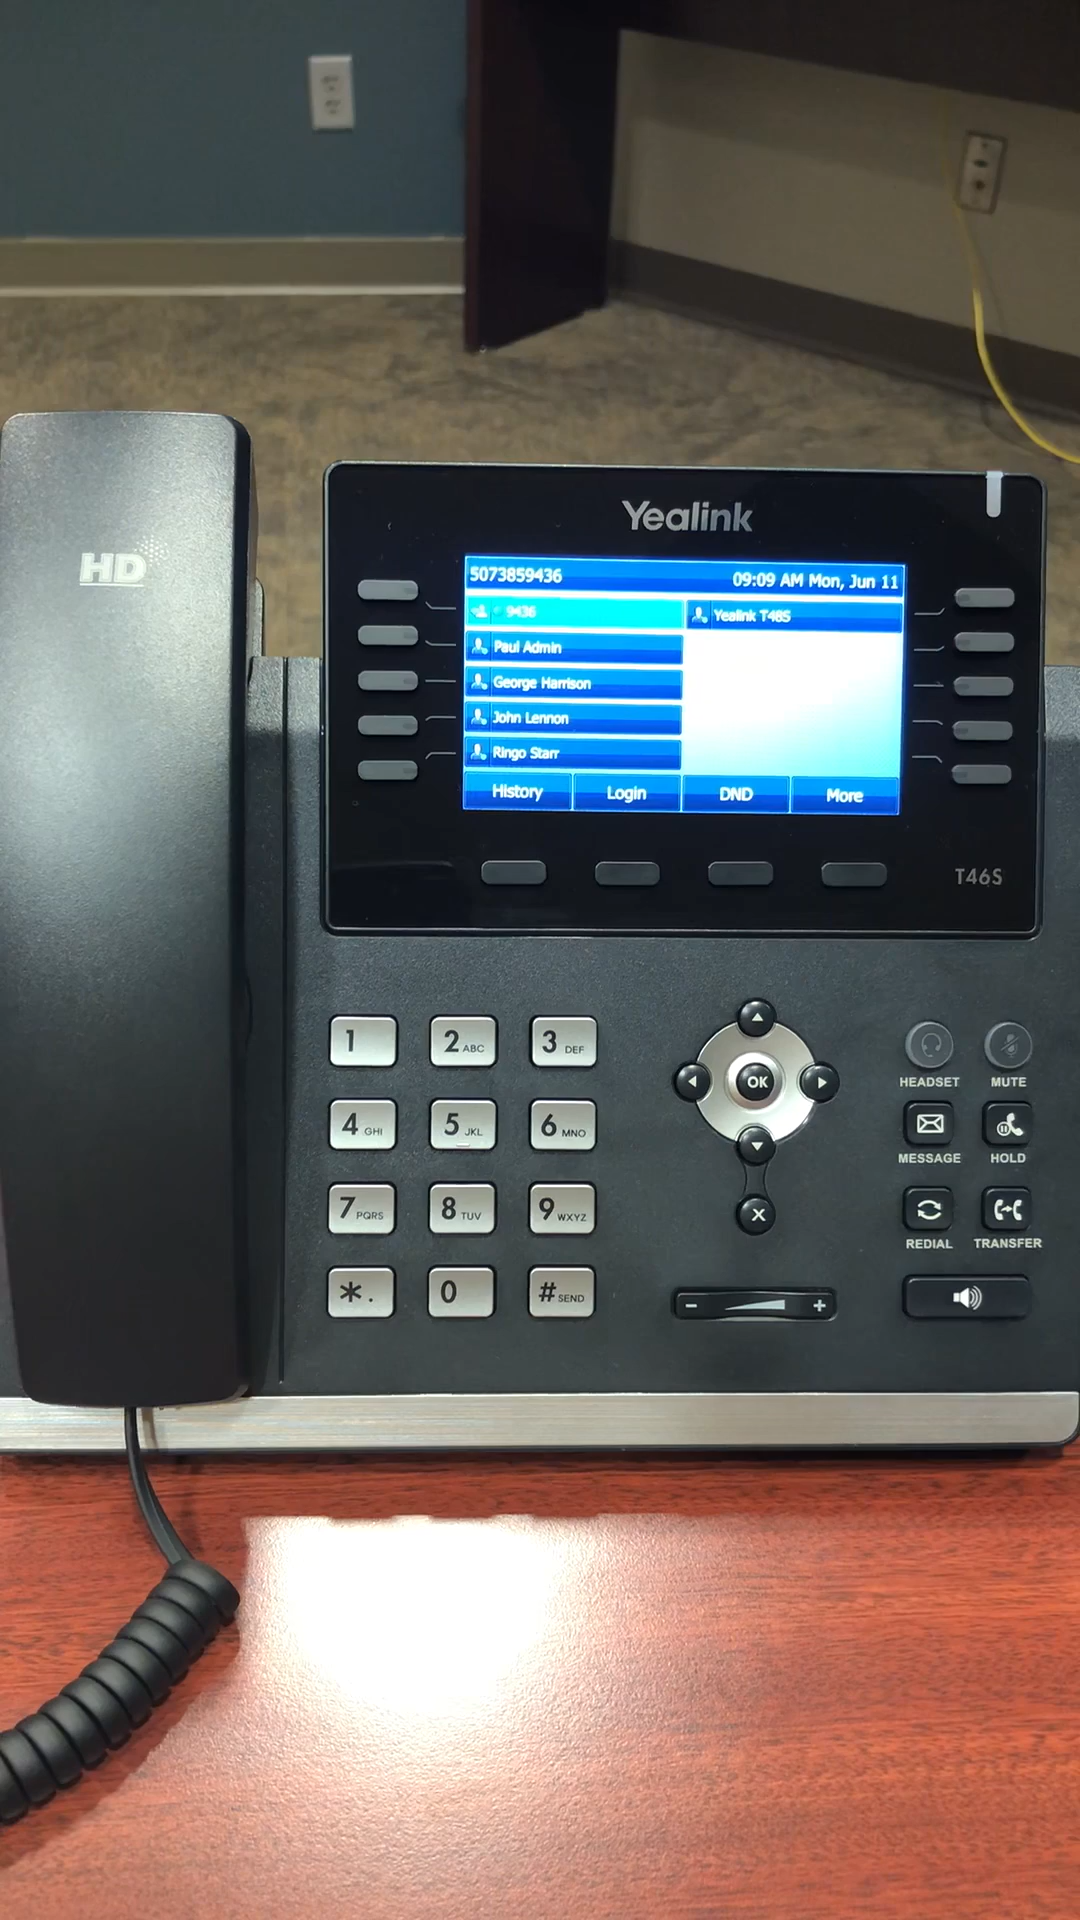 HD
Yealink
5073859436 09:09 AM Mon, Jun 11
9436 Yealink T48S
Paul Admin
George Harrison
John Lennon
Ringo Starr
History Login DND More
T46S
1 2 ABC 3 DEF
4 GHI 5 JKL 6 MNO
7 PQRS 8 TUV 9 WXYZ
*. 0 # SEND
OK
X
- +
HEADSET MUTE
MESSAGE HOLD
REDIAL TRANSFER